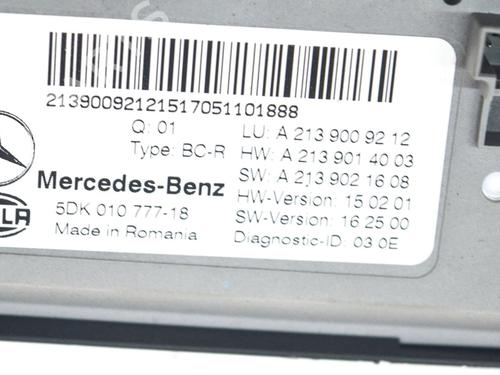 21390092121517051101888
Q: 01
Type: BC-R
Mercedes-Benz
5DK 010 777-18
Made in Romania
LU: A 213 900 92 12
HW: A 213 901 40 03
SW: A 213 902 16 08
HW-Version: 15 02 01
SW-Version: 16 25 00
Diagnostic-ID: 03 0E